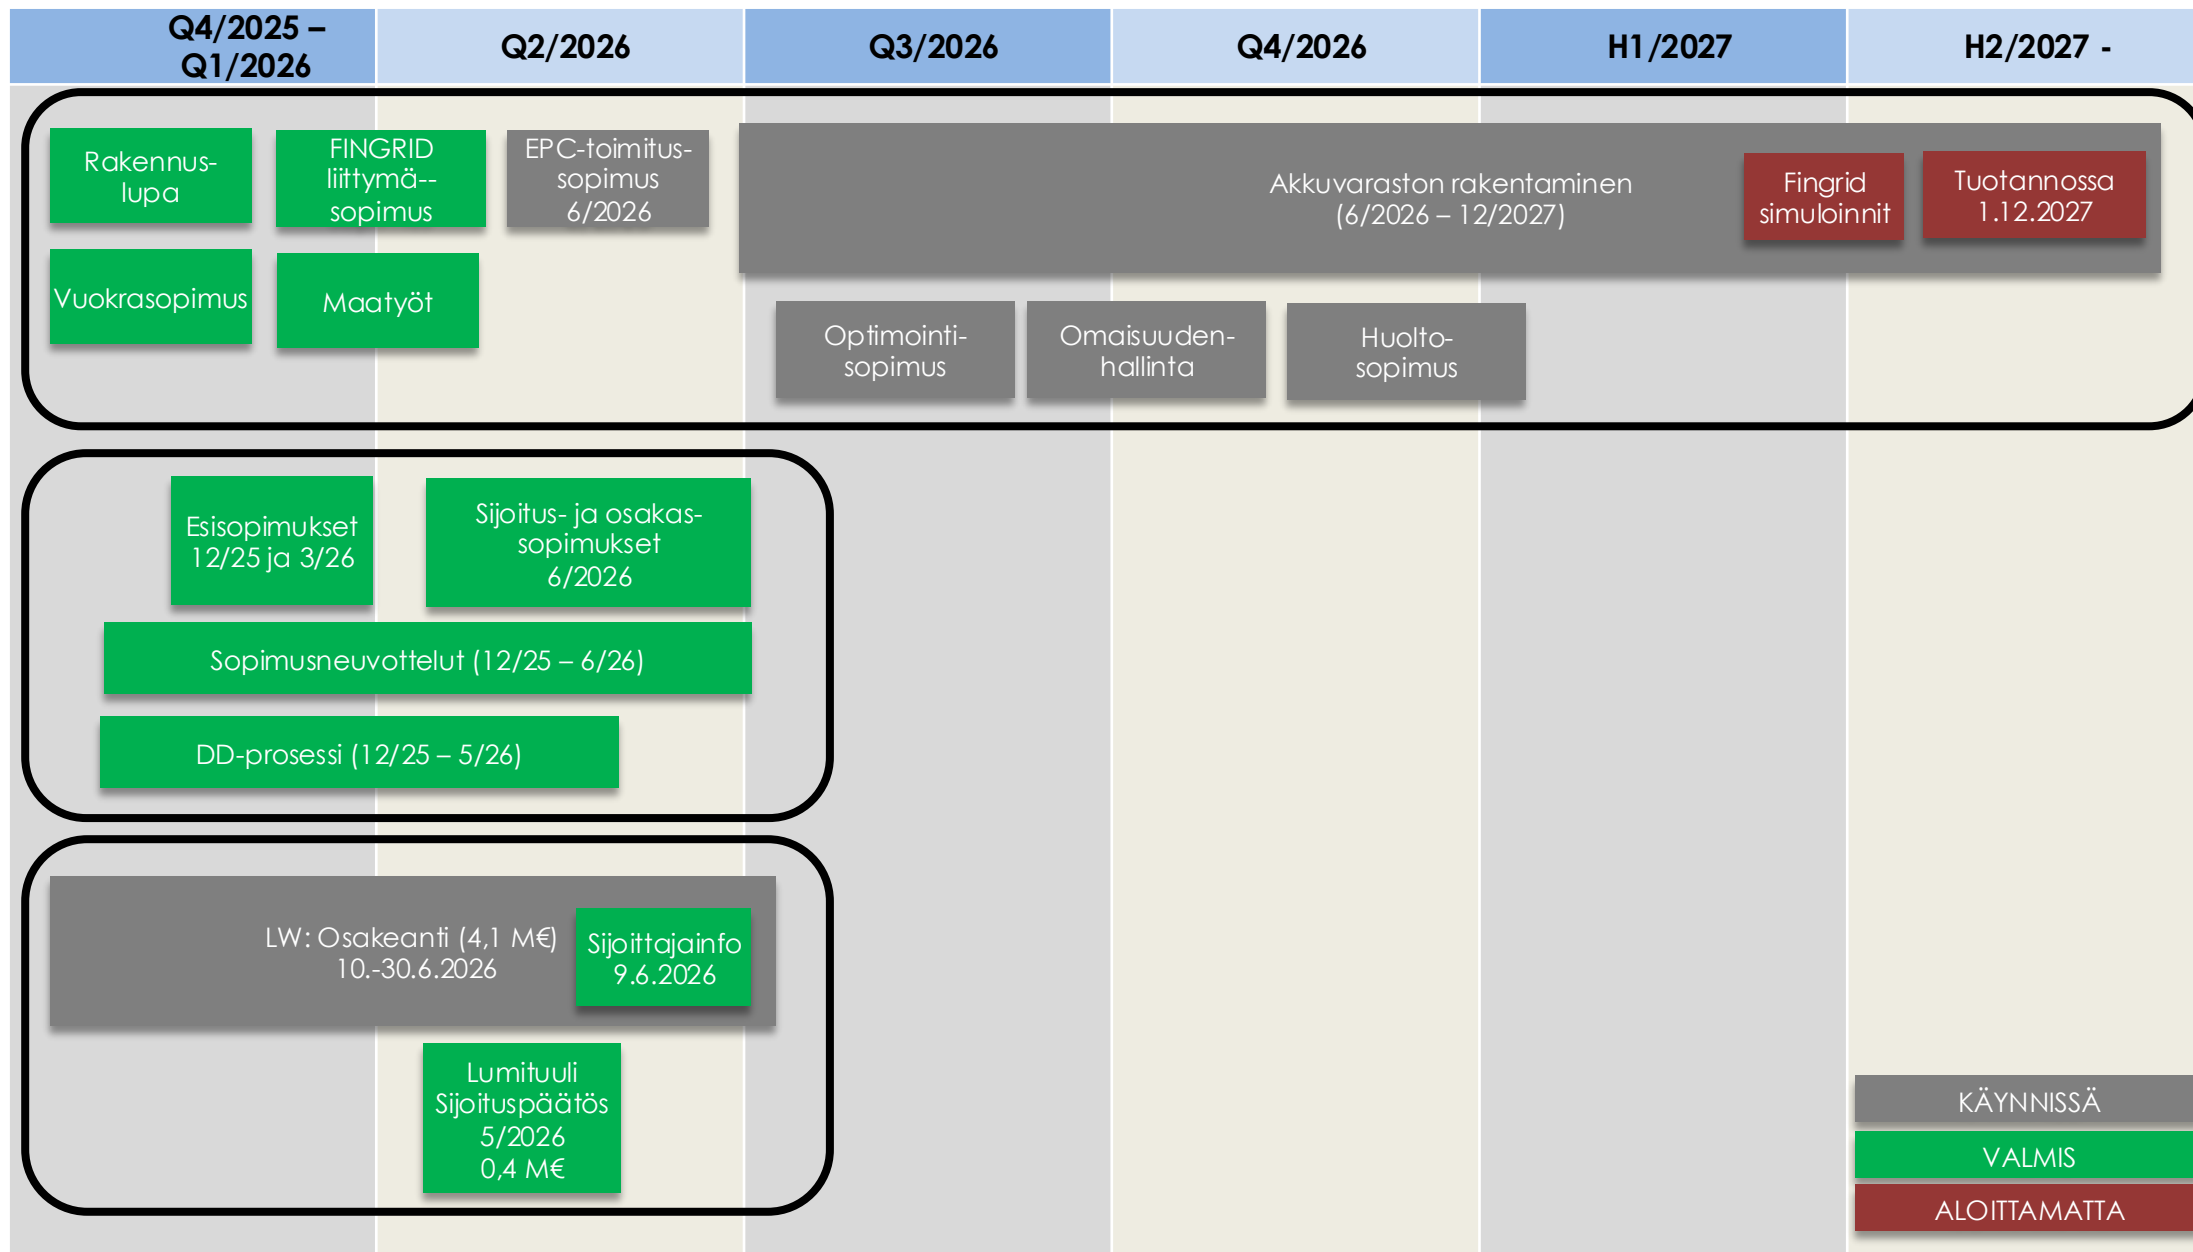 Q4/2025 –
Q1/2026
Q2/2026
Q3/2026
Q4/2026
H1/2027
H2/2027 -
Rakennus-
lupa
FINGRID
liittymä--
sopimus
EPC-toimitus-
sopimus
6/2026
Akkuvaraston rakentaminen
(6/2026 – 12/2027)
Fingrid
simuloinnit
Tuotannossa
1.12.2027
Vuokrasopimus
Maatyöt
Optimointi-
sopimus
Omaisuuden-
hallinta
Huolto-
sopimus
Esisopimukset
12/25 ja 3/26
Sijoitus- ja osakas-
sopimukset
6/2026
Sopimusneuvottelut (12/25 – 6/26)
DD-prosessi (12/25 – 5/26)
LW: Osakeanti (4,1 M€)
10.-30.6.2026
Sijoittajainfo
9.6.2026
Lumituuli
Sijoituspäätös
5/2026
0,4 M€
KÄYNNISSÄ
VALMIS
ALOITTAMATTA